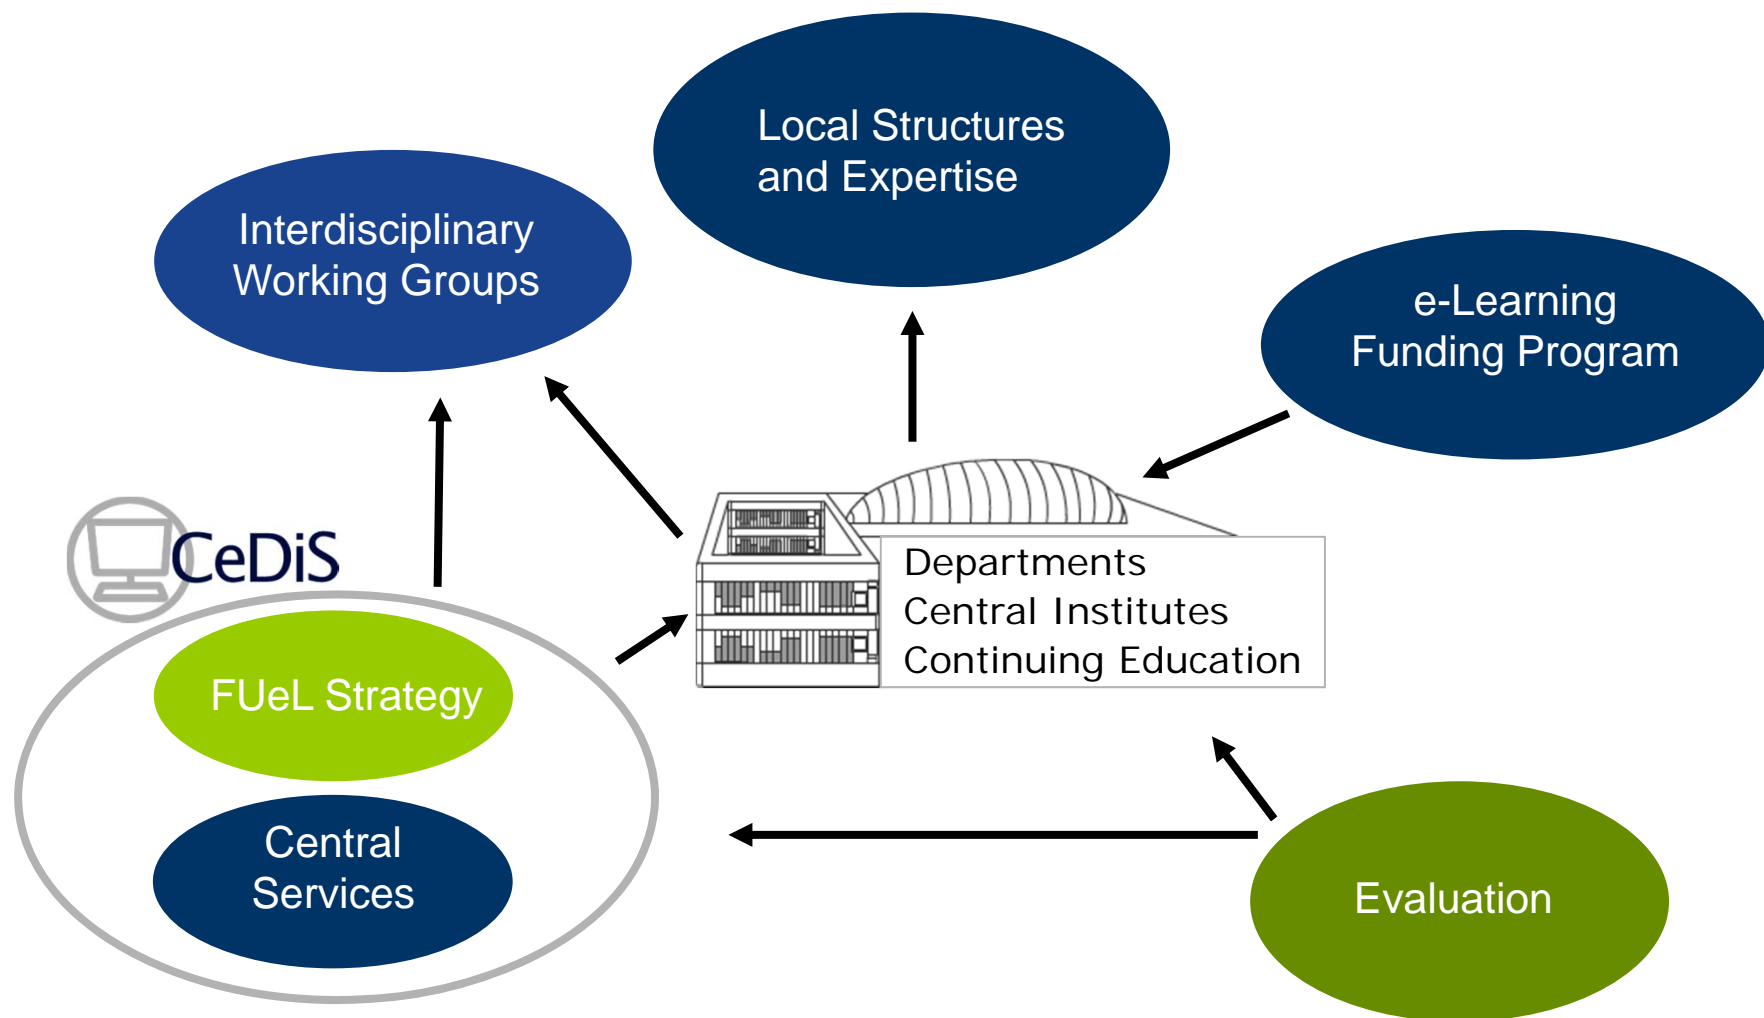 Local Structures
and Expertise
Interdisciplinary
Working Groups
e-Learning
Funding Program
CeDiS
Departments
Central Institutes
Continuing Education
FUeL Strategy
Central
Services
Evaluation